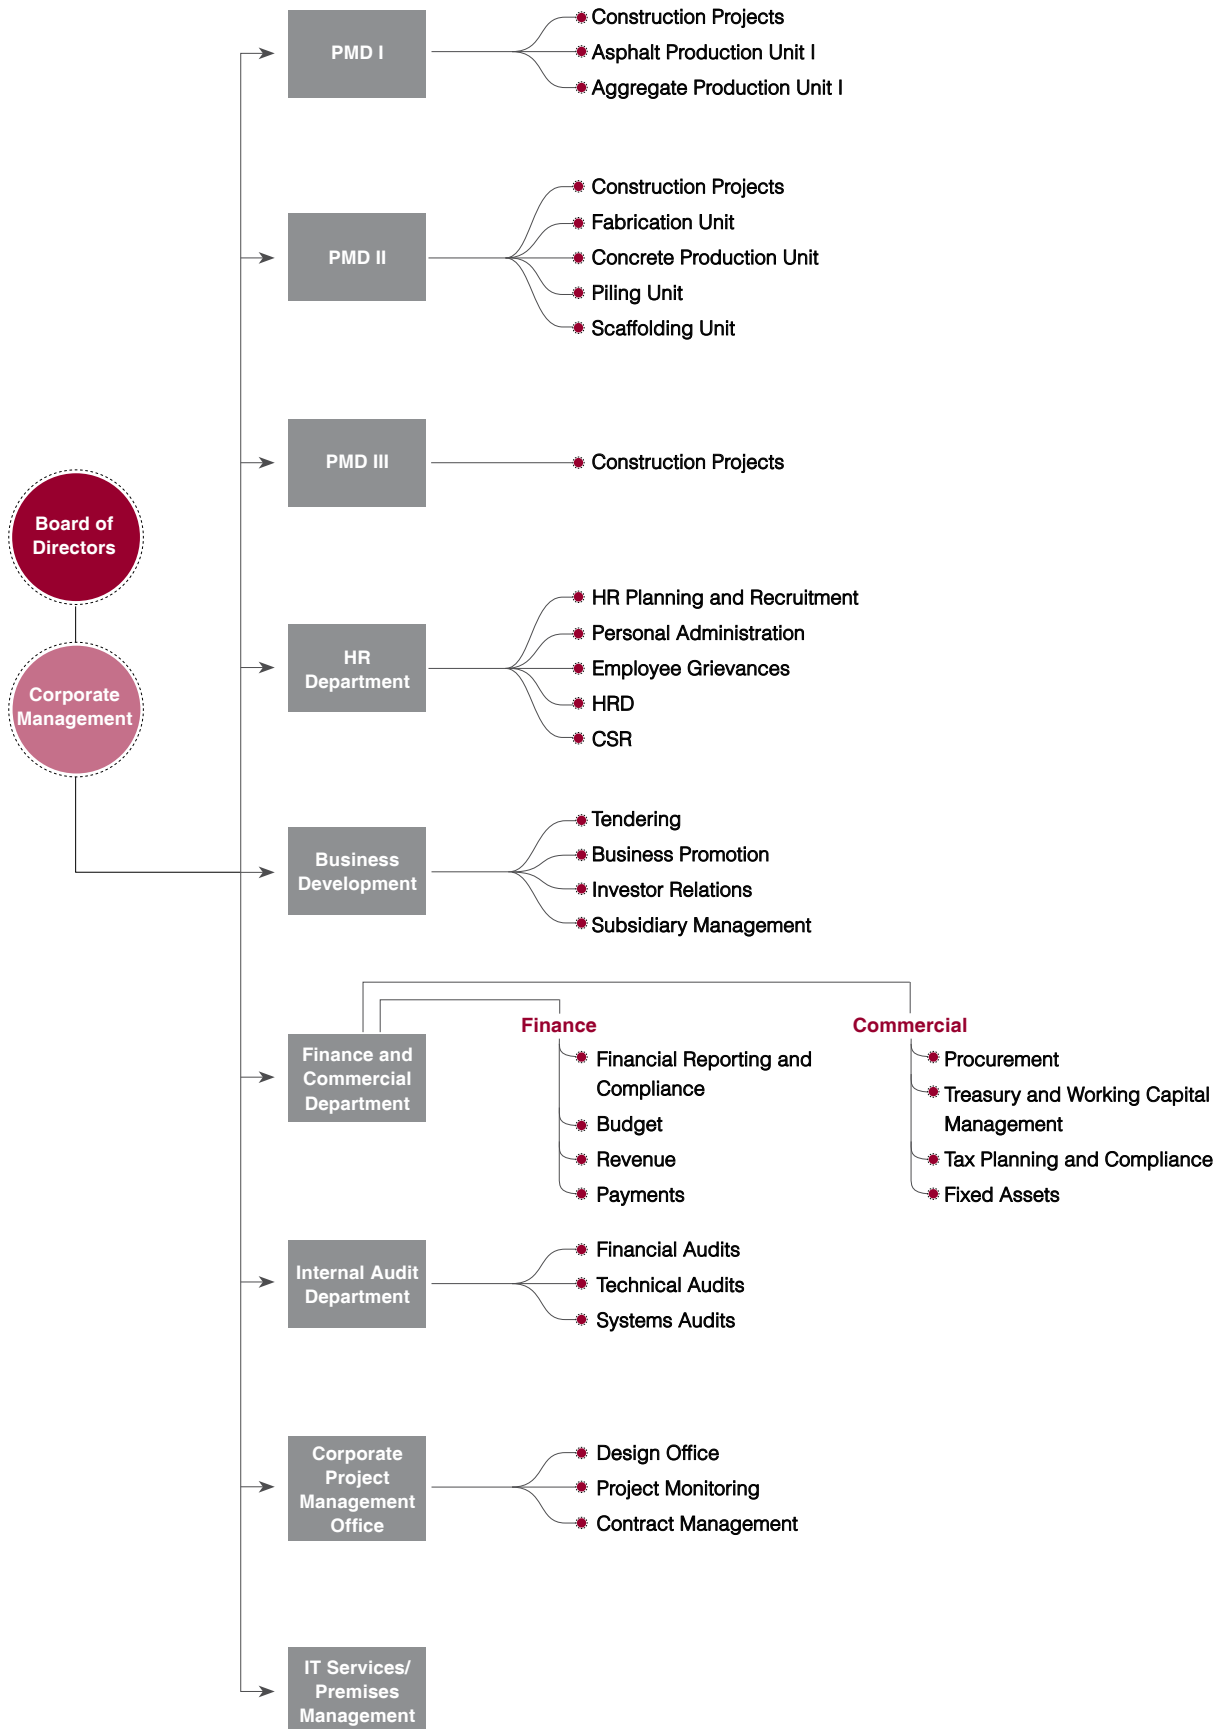 Board of
Directors
Corporate
Management
PMD I
Construction Projects
Asphalt Production Unit I
Aggregate Production Unit I
PMD II
Construction Projects
Fabrication Unit
Concrete Production Unit
Piling Unit
Scaffolding Unit
PMD III
Construction Projects
HR
Department
HR Planning and Recruitment
Personal Administration
Employee Grievances
HRD
CSR
Business
Development
Tendering
Business Promotion
Investor Relations
Subsidiary Management
Finance and
Commercial
Department
Finance
Financial Reporting and
Compliance
Budget
Revenue
Payments
Commercial
Procurement
Treasury and Working Capital
Management
Tax Planning and Compliance
Fixed Assets
Internal Audit
Department
Financial Audits
Technical Audits
Systems Audits
Corporate
Project
Management
Office
Design Office
Project Monitoring
Contract Management
IT Services/
Premises
Management